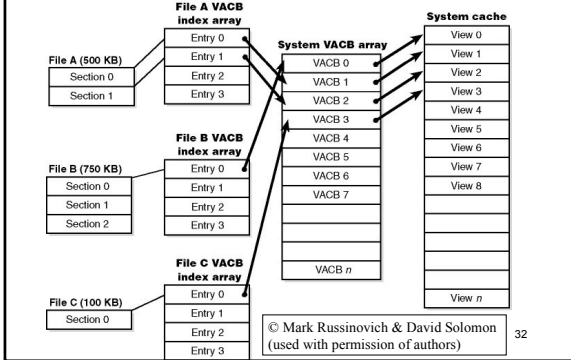 File A VACB
index array
Entry 0
Entry 1
Entry 2
Entry 3
File A (500 KB)
Section 0
Section 1
File B VACB
index array
Entry 0
Entry 1
Entry 2
Entry 3
File B (750 KB)
Section 0
Section 1
Section 2
File C VACB
index array
Entry 0
Entry 1
Entry 2
Entry 3
File C (100 KB)
Section 0
System VACB array
VACB 0
VACB 1
VACB 2
VACB 3
VACB 4
VACB 5
VACB 6
VACB 7
VACB n
System cache
View 0
View 1
View 2
View 3
View 4
View 5
View 6
View 7
View 8
View n
© Mark Russinovich & David Solomon
(used with permission of authors)
32